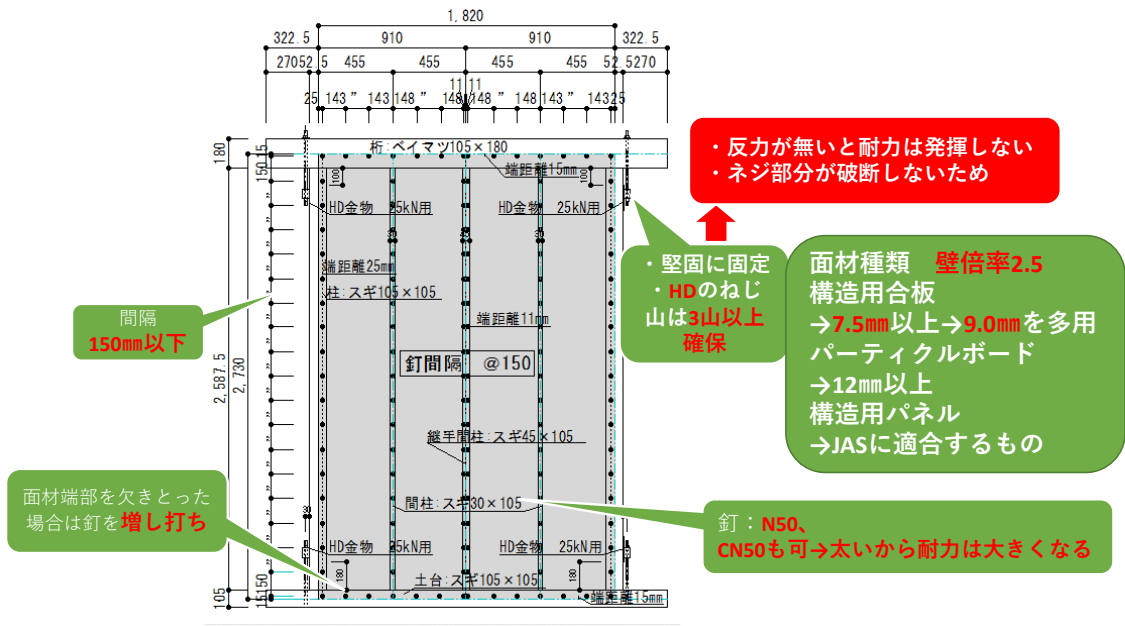 1,820
322.5 910 910 322.5
270 52.5 455 455 455 455 52.5 270
11 11
25 143 〃 143 148 〃 148 148 〃 148 143 〃 143 25
180
150 15
桁:ベイマツ105×180
端距離15mm
100
100
HD金物 25kN用
HD金物 25kN用
30
45
30
端距離25mm
柱:スギ105×105
端距離11mm
釘間隔 @150
2,587.5
2,730
継手間柱:スギ45×105
間柱:スギ30×105
30
HD金物 25kN用
HD金物 25kN用
180
180
土台:スギ105×105
端距離15mm
105
15 150
・反力が無いと耐力は発揮しない
・ネジ部分が破断しないため
・堅固に固定
・HDのねじ
山は3山以上
確保
面材種類 壁倍率2.5
構造用合板
→7.5㎜以上→9.0㎜を多用
パーティクルボード
→12㎜以上
構造用パネル
→JASに適合するもの
間隔
150㎜以下
面材端部を欠きとった
場合は釘を増し打ち
釘：N50、
CN50も可→太いから耐力は大きくなる